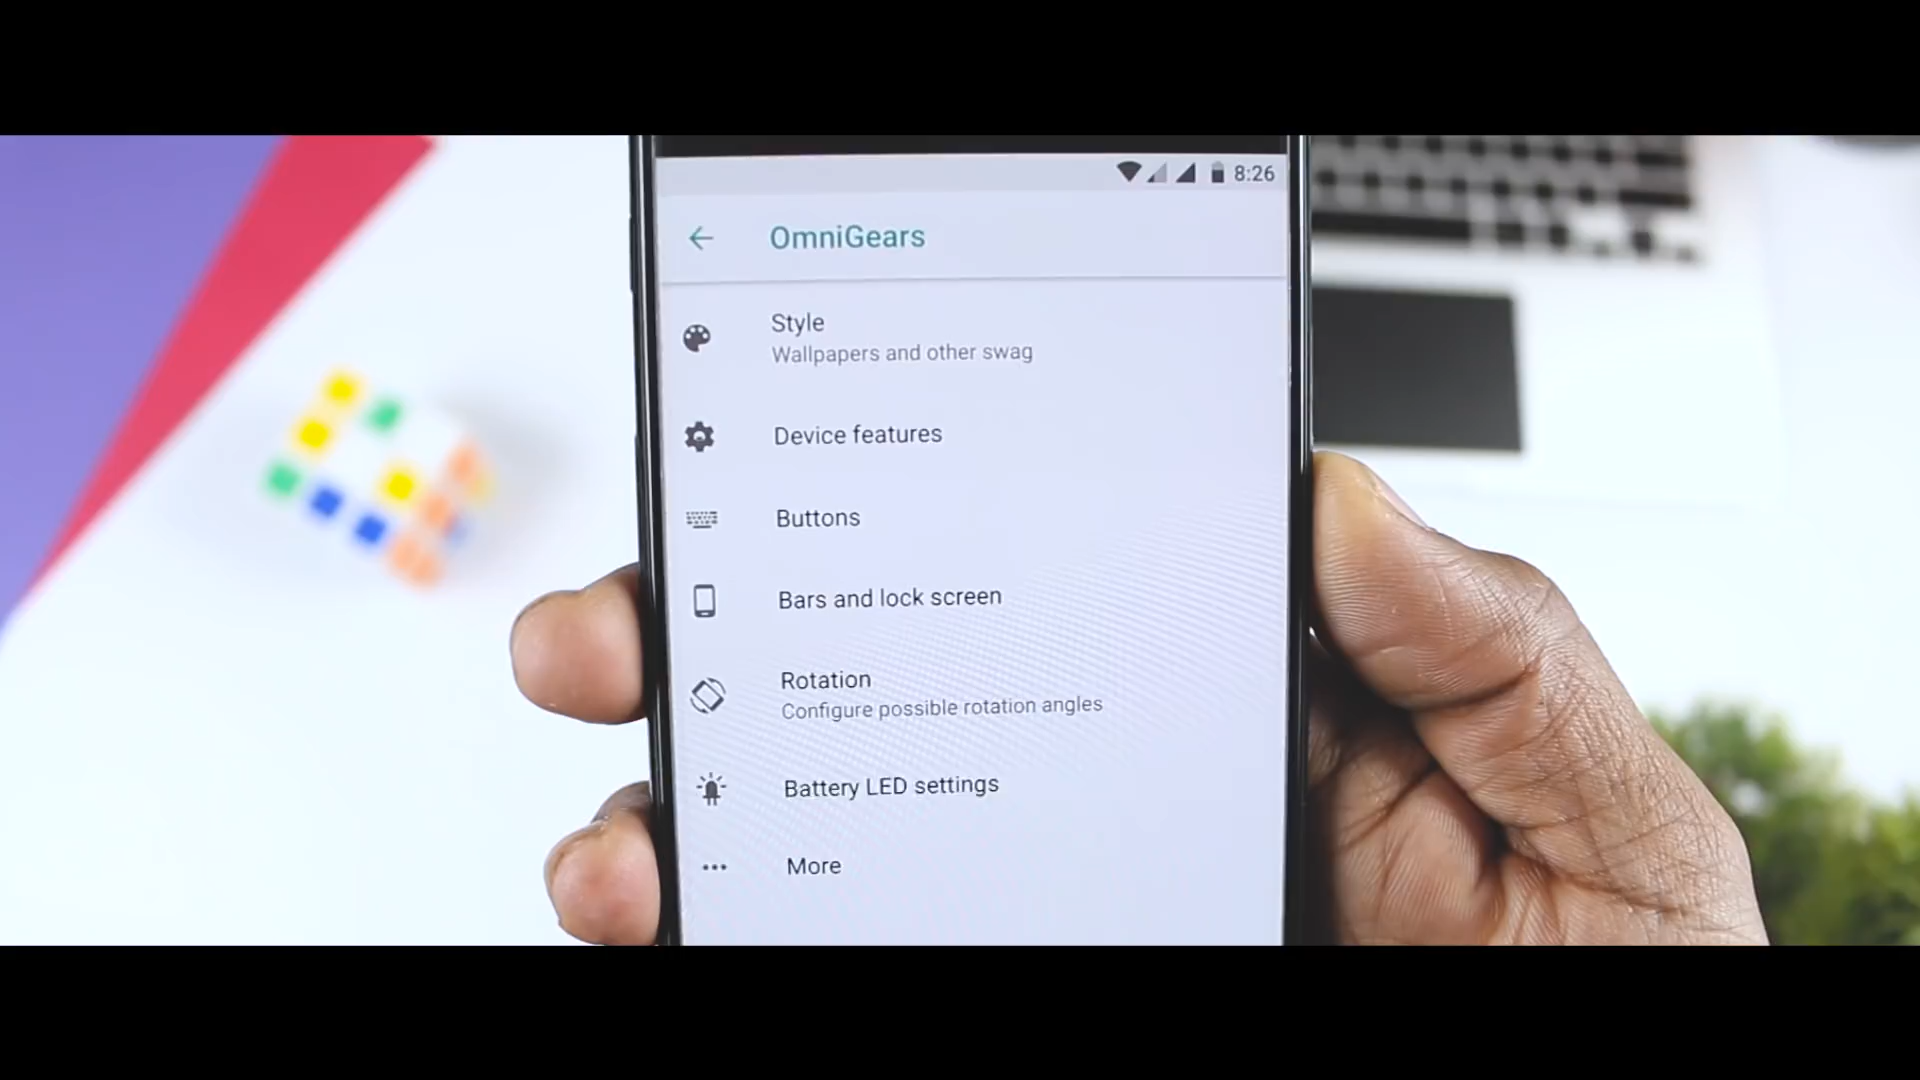 8:26
OmniGears
Style
Wallpapers and other swag
Device features
Buttons
Bars and lock screen
Rotation
Configure possible rotation angles
Battery LED settings
More